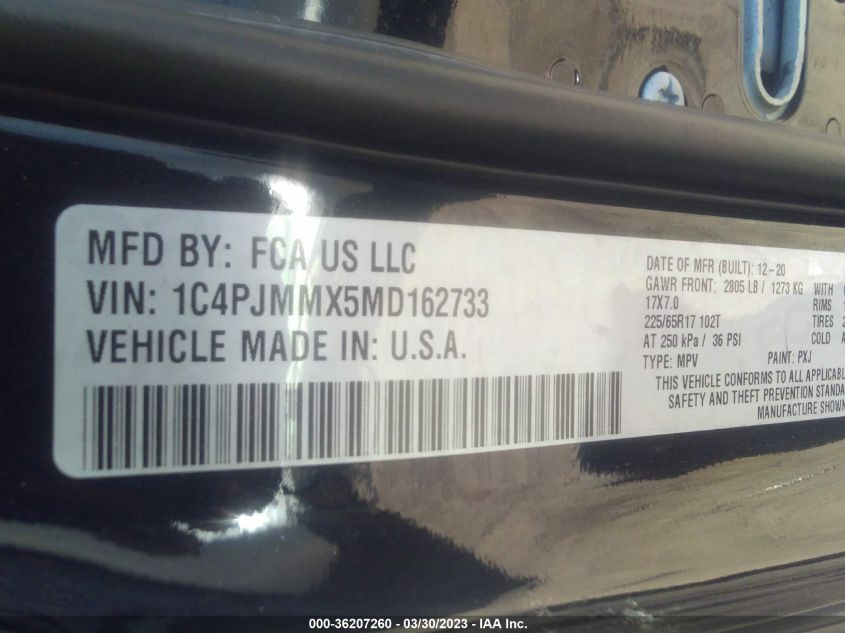 MFD BY: FCA US LLC
VIN: 1C4PJMMX5MD162733
VEHICLE MADE IN: U.S.A.
DATE OF MFR (BUILT): 12-20
GAWR FRONT: 2805 LB / 1273 KG WITH
17X7.0 RIMS
225/65R17 102T TIRES
AT 250 kPa / 36 PSI COLD
TYPE: MPV PAINT: PXJ
THIS VEHICLE CONFORMS TO ALL
SAFETY AND THEFT PREVENTION
MANUFACTURE SHOWN
000-36207260 - 03/30/2023 - IAA Inc.